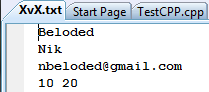 XvX.txt Start Page TestCPP.cpp
Beloded
Nik
nbeloded@gmail.com
10 20